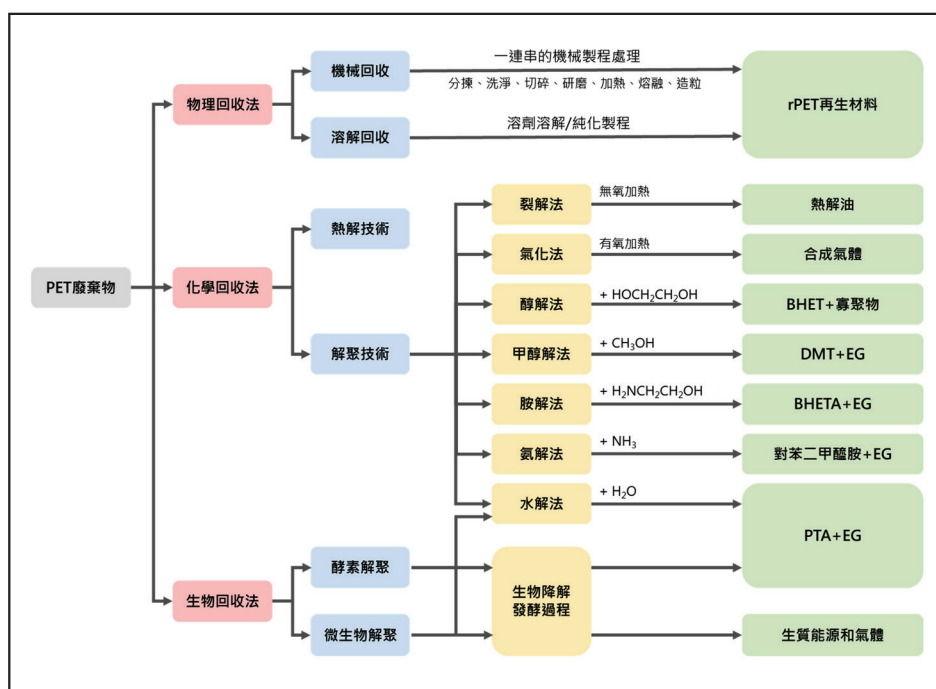 PET廢棄物
物理回收法
機械回收
一連串的機械製程處理
分揀、洗淨、切碎、研磨、加熱、熔融、造粒
溶解回收
溶劑溶解/純化製程
rPET再生材料
化學回收法
熱解技術
解聚技術
裂解法
無氧加熱
熱解油
氣化法
有氧加熱
合成氣體
醇解法
+ HOCH₂CH₂OH
BHET+寡聚物
甲醇解法
+ CH₃OH
DMT+EG
胺解法
+ H₂NCH₂CH₂OH
BHETA+EG
氨解法
+ NH₃
對苯二甲醯胺+EG
水解法
+ H₂O
PTA+EG
生物回收法
酵素解聚
微生物解聚
生物降解
發酵過程
生質能源和氣體